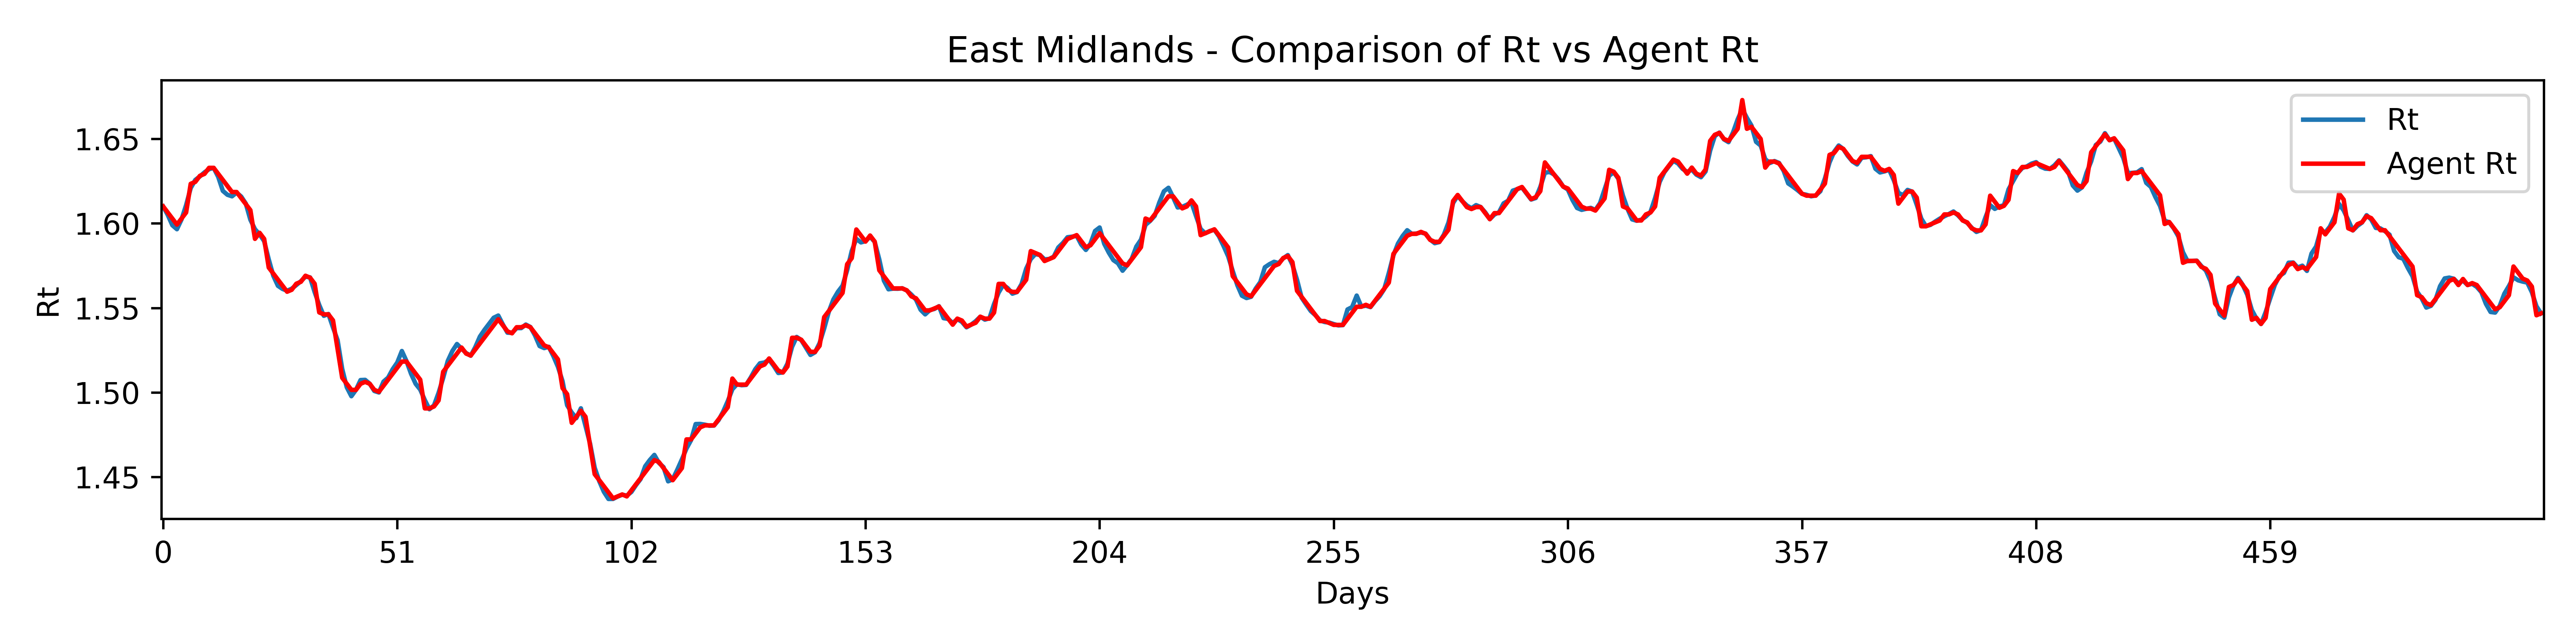 East Midlands - Comparison of Rt vs Agent Rt
Rt
Agent Rt
1.65
1.60
1.55
1.50
1.45
Rt
0 51 102 153 204 255 306 357 408 459
Days